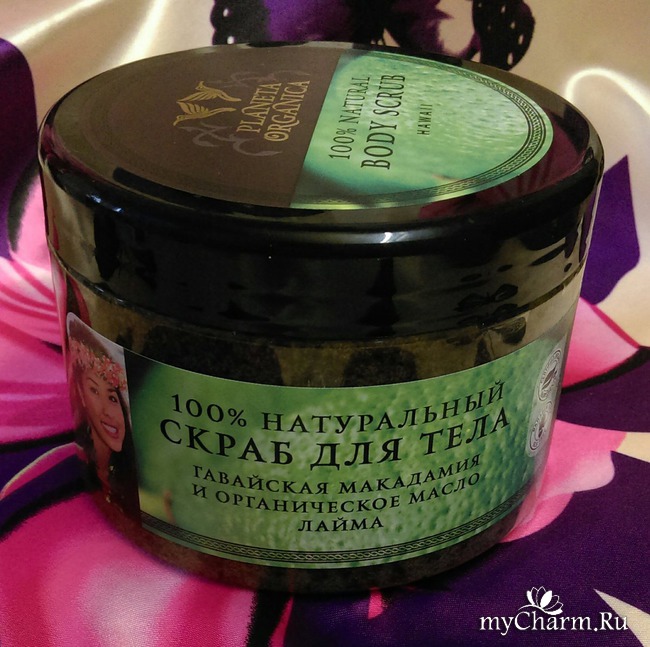 PLANETA
ORGANICA
100% NATURAL
BODY SCRUB
HAWAII
100% НАТУРАЛЬНЫЙ
СКРАБ ДЛЯ ТЕЛА
ГАВАЙСКАЯ МАКАДАМИЯ
И ОРГАНИЧЕСКОЕ МАСЛО
ЛАЙМА
myCharm.Ru